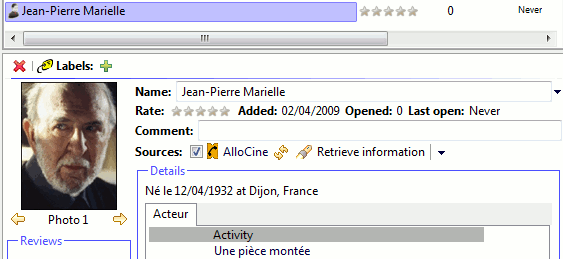 Jean-Pierre Marielle 0 Never
Labels:
Name: Jean-Pierre Marielle
Rate: Added: 02/04/2009 Opened: 0 Last open: Never
Comment:
Sources: AlloCine Retrieve information
Details
Né le 12/04/1932 at Dijon, France
Photo 1
Acteur
Reviews
Activity
Une pièce montée